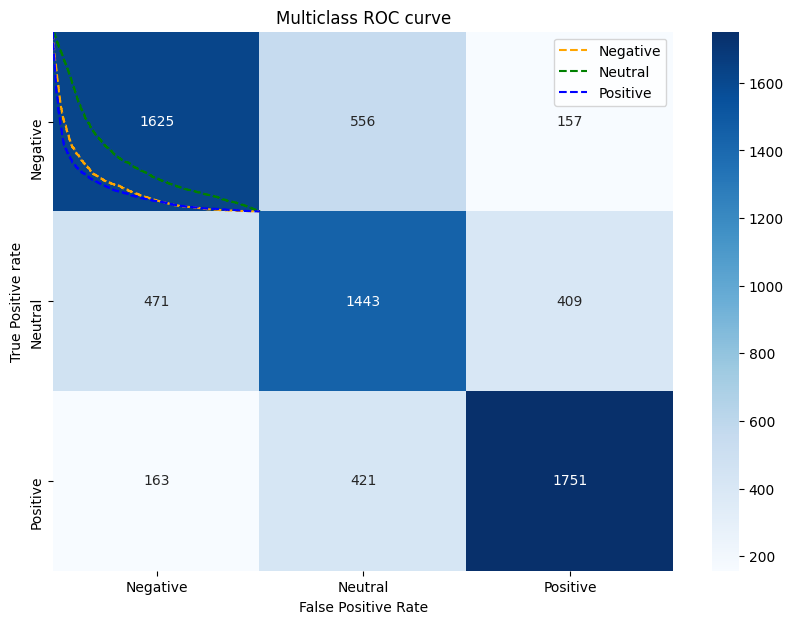 Multiclass ROC curve
Negative
Neutral
Positive
Negative 1625 556 157
Neutral 471 1443 409
Positive 163 421 1751
Negative Neutral Positive
True Positive rate
False Positive Rate
1600
1400
1200
1000
800
600
400
200